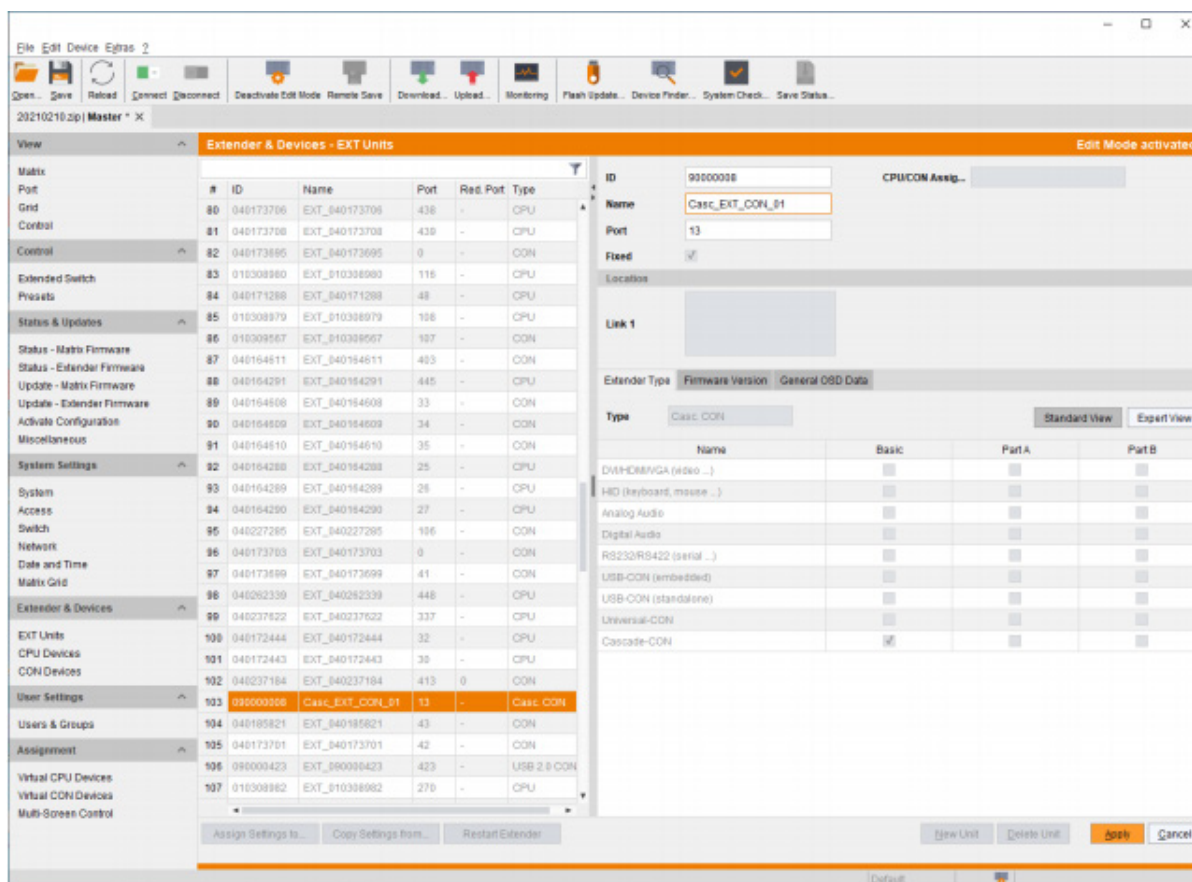 File Edit Device Extras ?
Open... Save Reload Connect Disconnect Deactivate Edit Mode Remote Save Download... Upload... Monitoring Flash Update... Device Finder... System Check... Save Status...
20210210.zip | Master * X
View
Matrix
Port
Grid
Control
Control
Extended Switch
Presets
Status & Updates
Status - Matrix Firmware
Status - Extender Firmware
Update - Matrix Firmware
Update - Extender Firmware
Activate Configuration
Miscellaneous
System Settings
System
Access
Switch
Network
Date and Time
Matrix Grid
Extender & Devices
EXT Units
CPU Devices
CON Devices
User Settings
Users & Groups
Assignment
Virtual CPU Devices
Virtual CON Devices
Multi-Screen Control
Extender & Devices - EXT Units Edit Mode activated
# ID Name Port Red. Port Type
80 040173706 EXT_040173706 438 - CPU
81 040173708 EXT_040173708 439 - CPU
82 040173695 EXT_040173695 0 - CON
83 010308980 EXT_010308980 116 - CPU
84 040171288 EXT_040171288 48 - CPU
85 010308979 EXT_010308979 108 - CPU
86 010309567 EXT_010309567 107 - CON
87 040164611 EXT_040164611 403 - CON
88 040164291 EXT_040164291 445 - CPU
89 040164608 EXT_040164608 33 - CON
90 040164609 EXT_040164609 34 - CON
91 040164610 EXT_040164610 35 - CON
92 040164288 EXT_040164288 25 - CPU
93 040164289 EXT_040164289 26 - CPU
94 040164290 EXT_040164290 27 - CPU
95 040227285 EXT_040227285 106 - CON
96 040173703 EXT_040173703 0 - CON
97 040173699 EXT_040173699 41 - CON
98 040262339 EXT_040262339 448 - CON
99 040237622 EXT_040237622 337 - CPU
100 040172444 EXT_040172444 32 - CPU
101 040172443 EXT_040172443 30 - CPU
102 040237184 EXT_040237184 413 0 CON
103 090000008 Casc_EXT_CON_01 13 - Casc. CON
104 040185821 EXT_040185821 43 - CON
105 040173701 EXT_040173701 42 - CON
106 090000423 EXT_090000423 423 - USB 2.0 CON
107 010308982 EXT_010308982 270 - CPU
Assign Settings to... Copy Settings from... Restart Extender
ID 90000008 CPU/CON Assig...
Name Casc_EXT_CON_01
Port 13
Fixed
Location
Link 1
Extender Type Firmware Version General OSD Data
Type Casc. CON Standard View Expert View
Name Basic Part A Part B
DVI/HDMI/VGA (video ...)
HID (keyboard, mouse ...)
Analog Audio
Digital Audio
RS232/RS422 (serial ...)
USB-CON (embedded)
USB-CON (standalone)
Universal-CON
Cascade-CON
New Unit Delete Unit Apply Cancel
Default